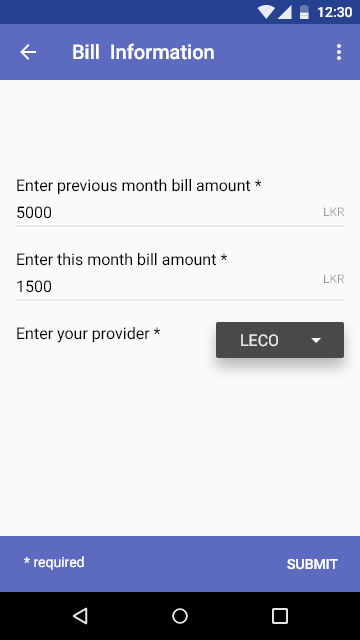 12:30
Bill Information
Enter previous month bill amount *
5000 LKR
Enter this month bill amount *
1500 LKR
Enter your provider * LECO
* required SUBMIT